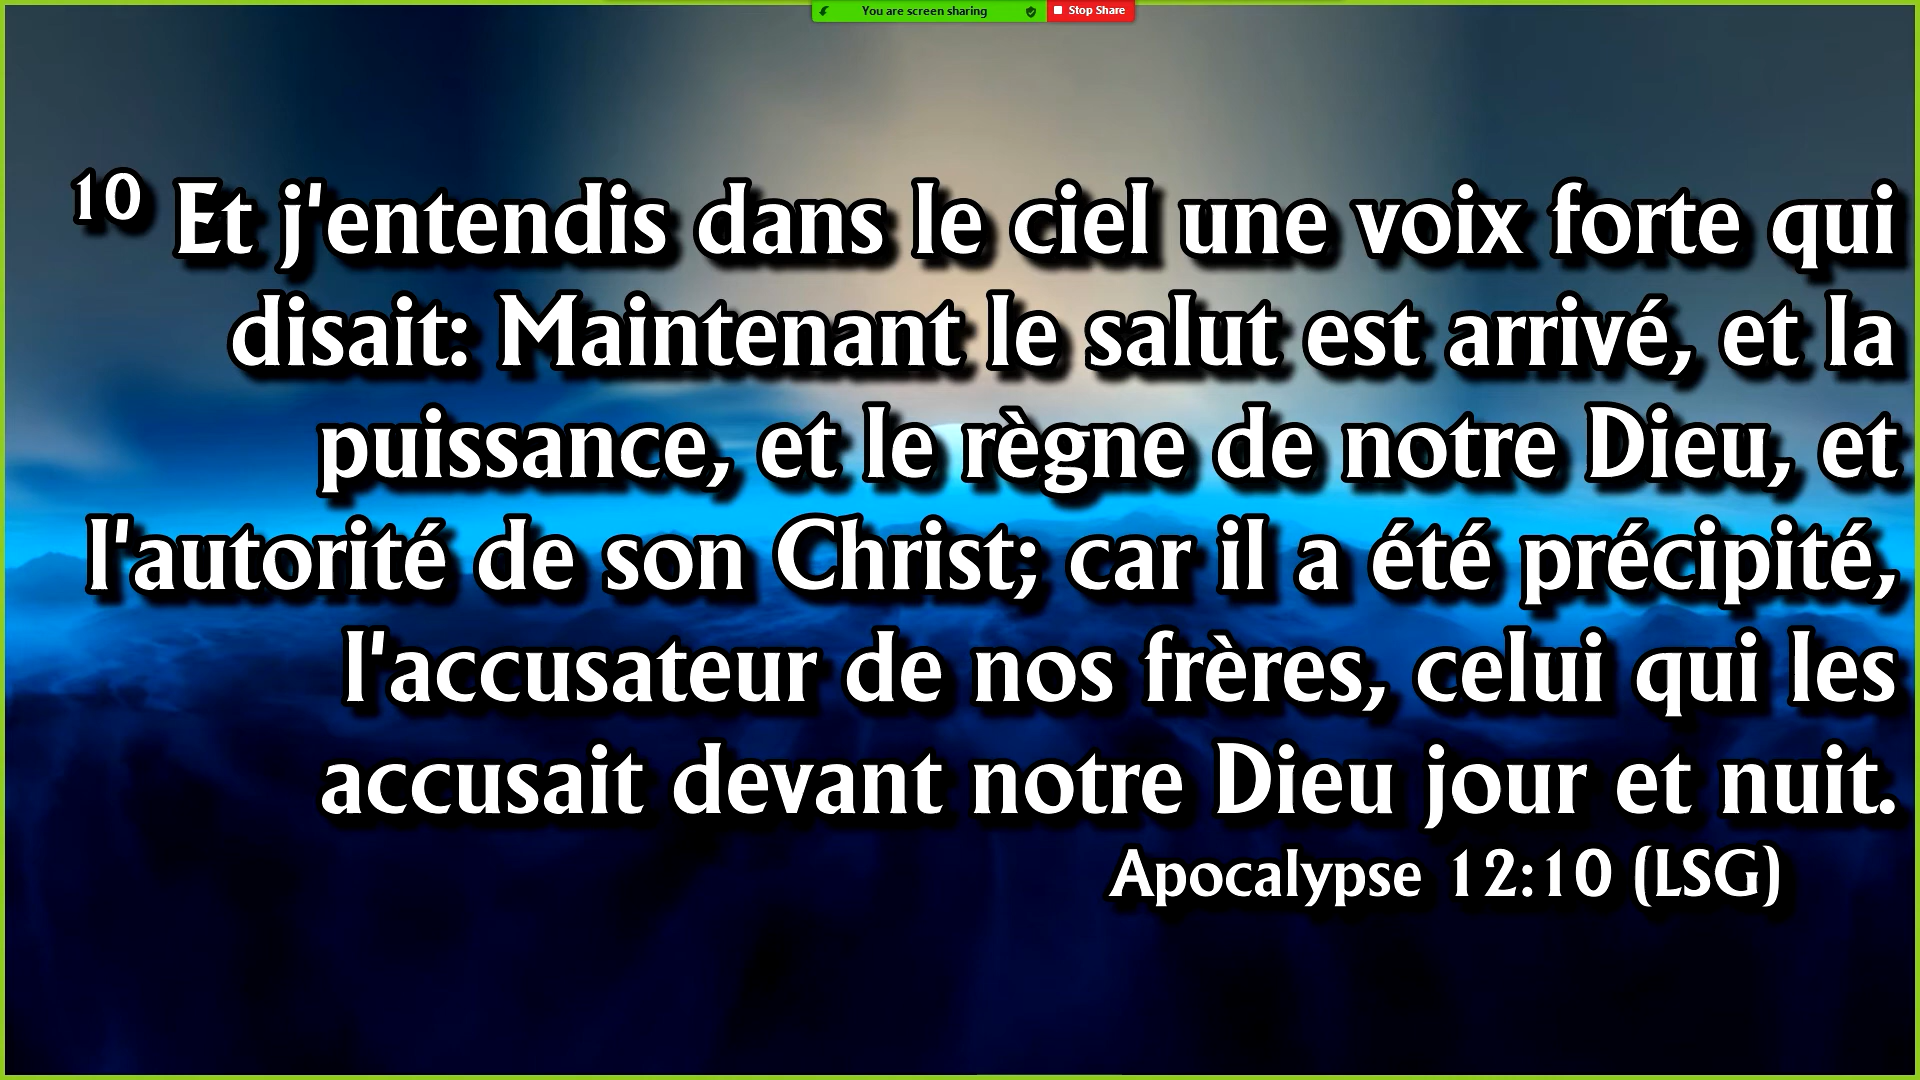 You are screen sharing Stop Share
10 Et j'entendis dans le ciel une voix forte qui
disait: Maintenant le salut est arrivé, et la
puissance, et le règne de notre Dieu, et
l'autorité de son Christ; car il a été précipité,
l'accusateur de nos frères, celui qui les
accusait devant notre Dieu jour et nuit.
Apocalypse 12:10 (LSG)